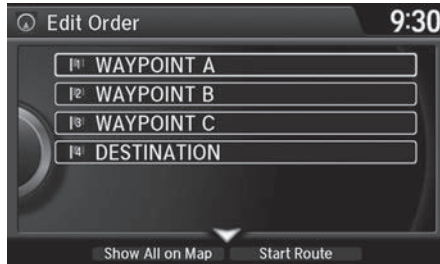 Edit Order
9:30
1 WAYPOINT A
2 WAYPOINT B
3 WAYPOINT C
4 DESTINATION
Show All on Map
Start Route